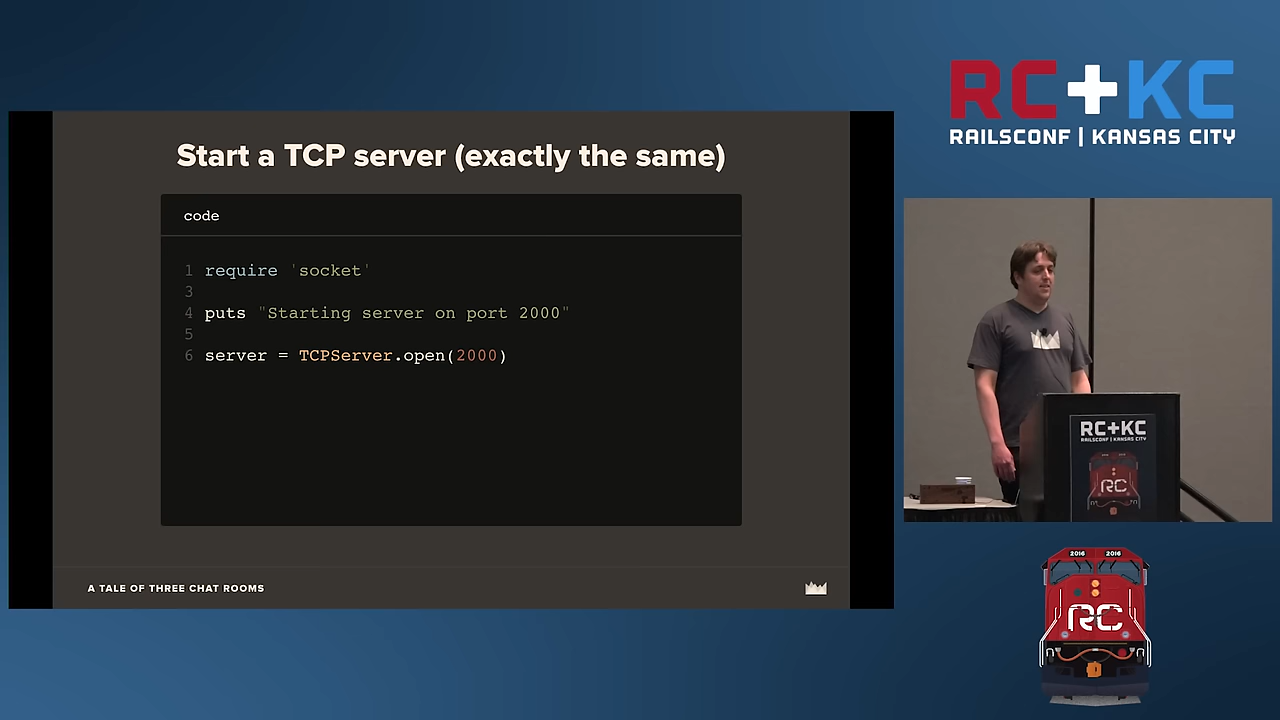 RC+KC
RAILSCONF | KANSAS CITY
Start a TCP server (exactly the same)
code
1 require 'socket'
3
4 puts "Starting server on port 2000"
5
6 server = TCPServer.open(2000)
A TALE OF THREE CHAT ROOMS
RC+KC
RAILSCONF | KANSAS CITY
RC
2016 2016
RC